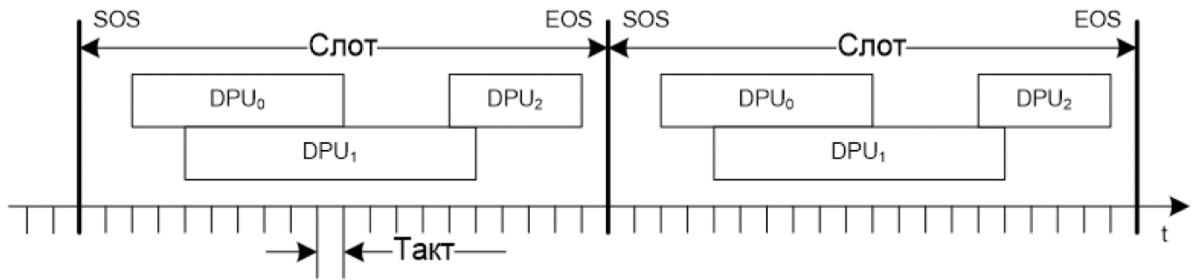 SOS EOS SOS EOS
Слот Слот
DPU₀ DPU₂ DPU₀ DPU₂
DPU₁ DPU₁
t
Такт